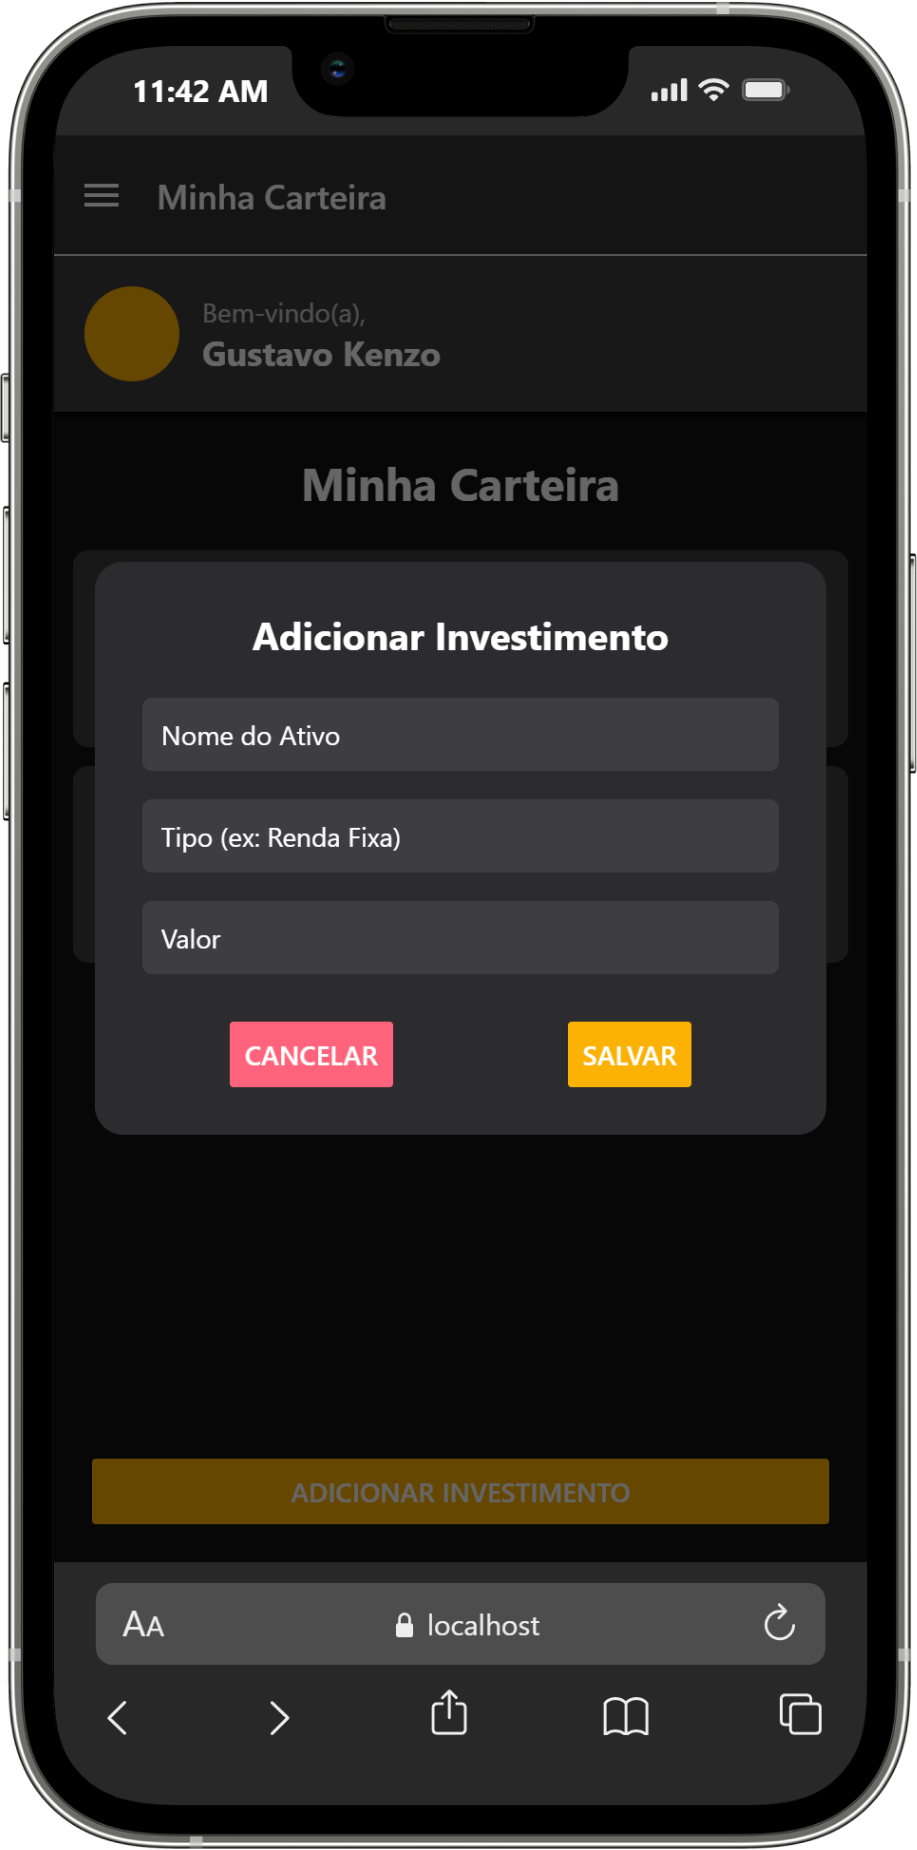 11:42 AM
Minha Carteira
Bem-vindo(a),
Gustavo Kenzo
Minha Carteira
Adicionar Investimento
Nome do Ativo
Tipo (ex: Renda Fixa)
Valor
CANCELAR SALVAR
ADICIONAR INVESTIMENTO
AA localhost